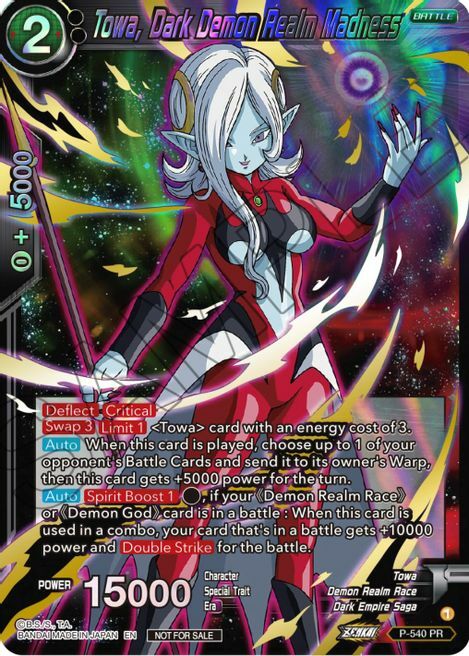 2
Towa, Dark Demon Realm Madness
BATTLE
0 + 5000
Deflect Critical
Swap 3 Limit 1 <Towa> card with an energy cost of 3.
Auto When this card is played, choose up to 1 of your
opponent's Battle Cards and send it to its owner's Warp,
then this card gets +5000 power for the turn.
Auto Spirit Boost 1 , if your 《Demon Realm Race》
or 《Demon God》 card is in a battle : When this card is
used in a combo, your card that's in a battle gets +10000
power and Double Strike for the battle.
POWER 15000
Character Towa
Special Trait Demon Realm Race
Era Dark Empire Saga
1
©B.S./S., T.A.
BANDAI MADE IN JAPAN EN NOT FOR SALE
ZENKAI
P-540 PR